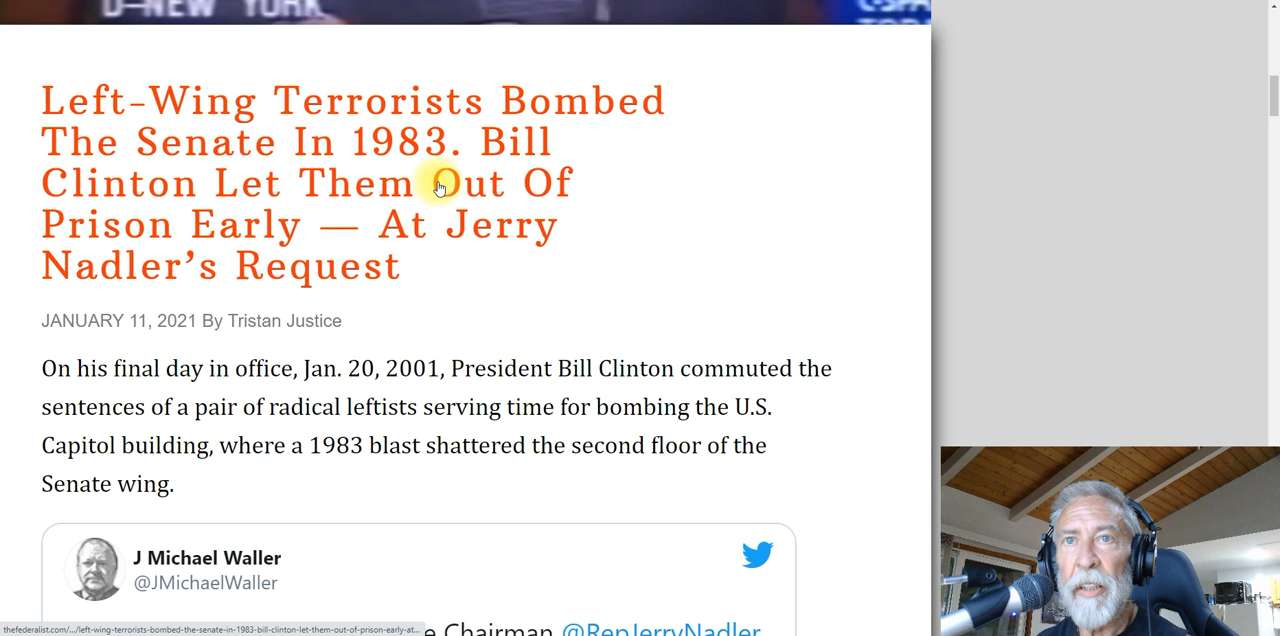 D—NEW YORK
C-SPA
Left-Wing Terrorists Bombed
The Senate In 1983. Bill
Clinton Let Them Out Of
Prison Early — At Jerry
Nadler’s Request
JANUARY 11, 2021 By Tristan Justice
On his final day in office, Jan. 20, 2001, President Bill Clinton commuted the
sentences of a pair of radical leftists serving time for bombing the U.S.
Capitol building, where a 1983 blast shattered the second floor of the
Senate wing.
J Michael Waller
@JMichaelWaller
e Chairman @RepJerryNadler
thefederalist.com/.../left-wing-terrorists-bombed-the-senate-in-1983-bill-clinton-let-them-out-of-prison-early-at...